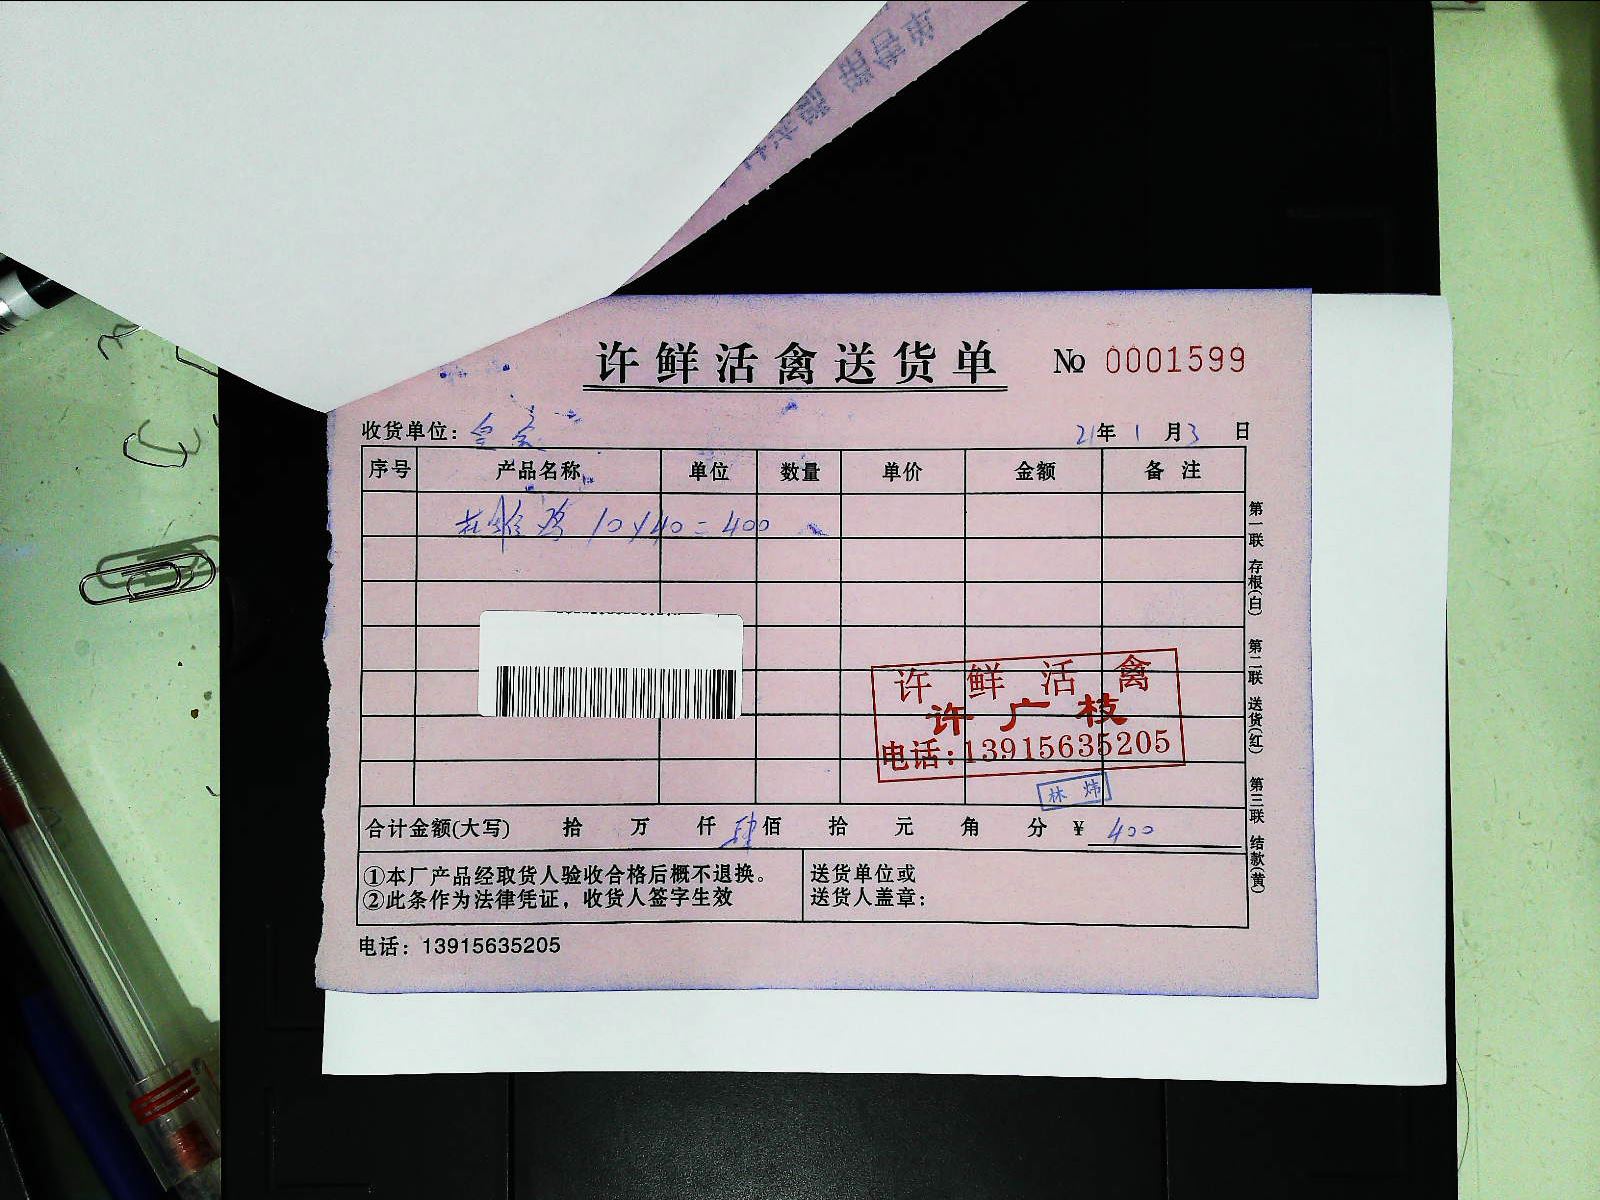 许鲜活禽送货单 No 0001599
收货单位：皇会 21年1月3日
序号 产品名称 单位 数量 单价 金额 备注
鸡 10×40=400
许鲜活禽
许广枝
电话:13915635205
林炜
合计金额(大写) 拾 万 仟 肆佰 拾 元 角 分 ¥ 400
①本厂产品经取货人验收合格后概不退换。
②此条作为法律凭证，收货人签字生效
送货单位或
送货人盖章：
电话：13915635205
第一联 存根(白) 第二联 送货(红) 第三联 结款(黄)